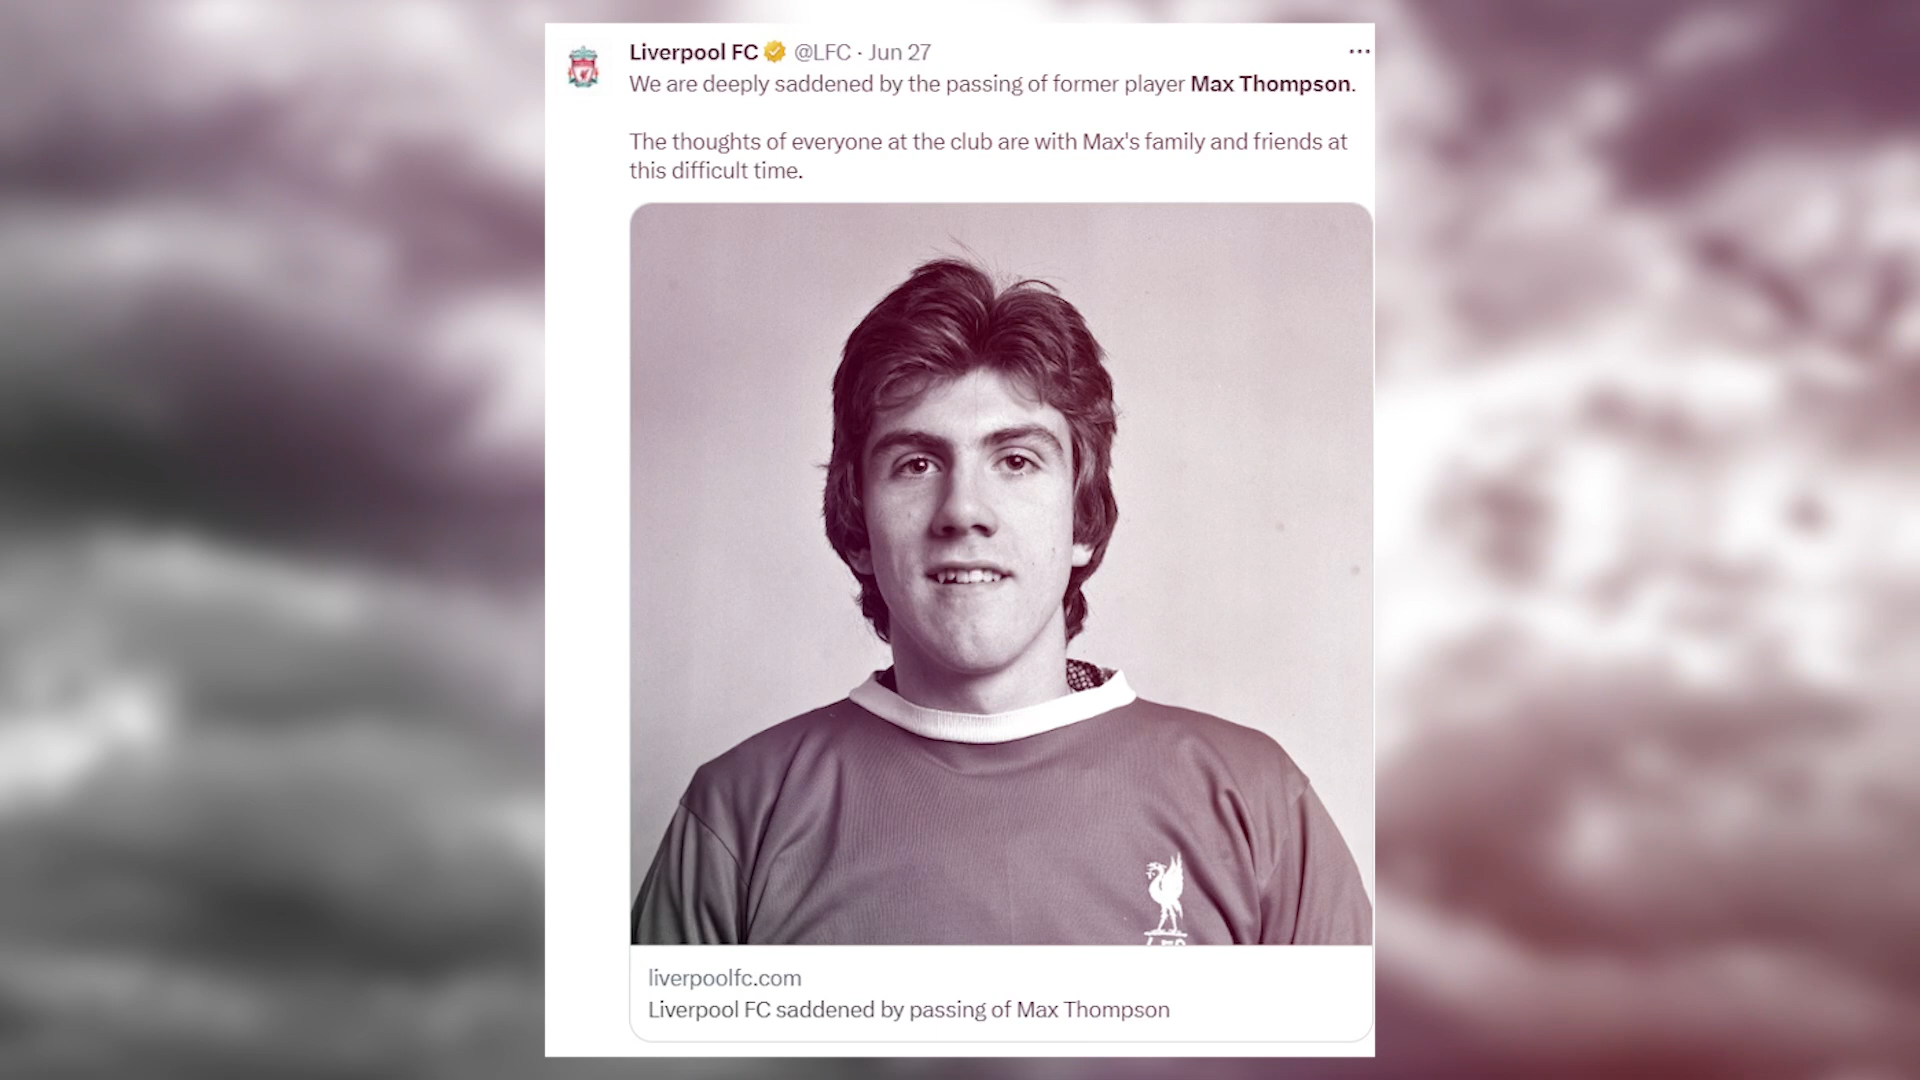 Liverpool FC @LFC · Jun 27
We are deeply saddened by the passing of former player Max Thompson.
The thoughts of everyone at the club are with Max's family and friends at
this difficult time.
liverpoolfc.com
Liverpool FC saddened by passing of Max Thompson